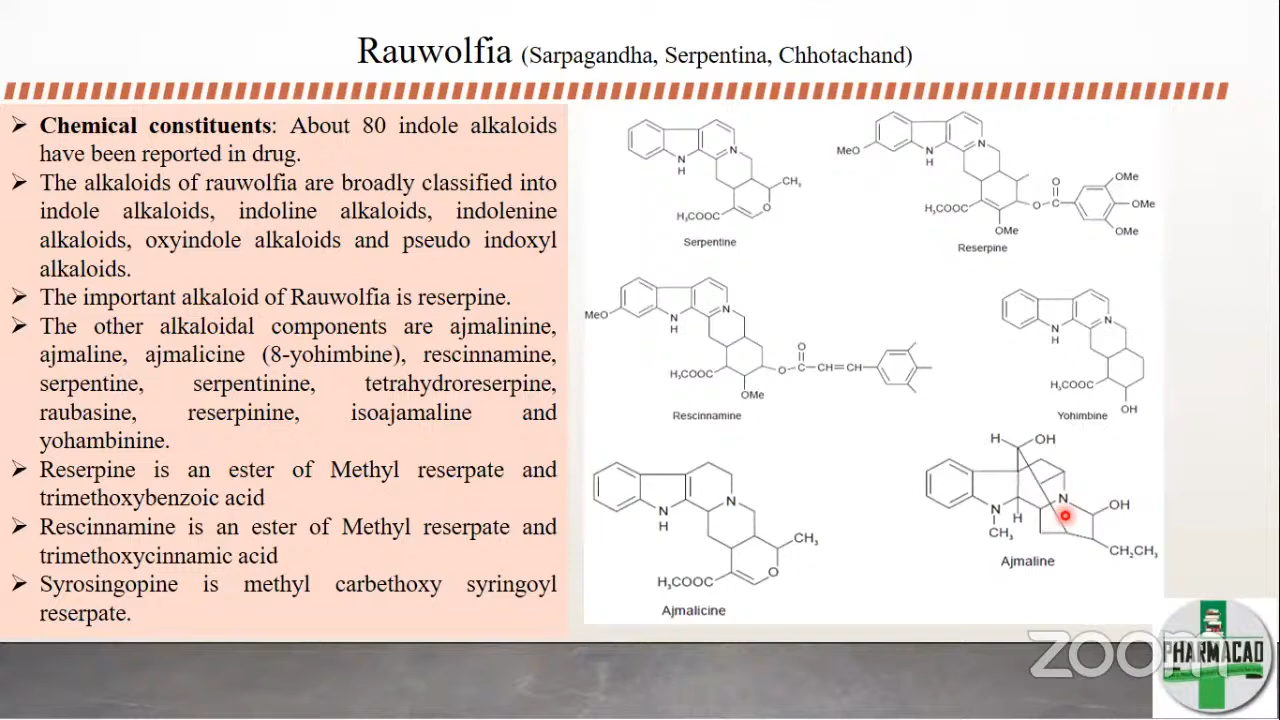 Rauwolfia (Sarpagandha, Serpentina, Chhotachand)
➢ Chemical constituents: About 80 indole alkaloids
have been reported in drug.
➢ The alkaloids of rauwolfia are broadly classified into
indole alkaloids, indoline alkaloids, indolenine
alkaloids, oxyindole alkaloids and pseudo indoxyl
alkaloids.
➢ The important alkaloid of Rauwolfia is reserpine.
➢ The other alkaloidal components are ajmalinine,
ajmaline, ajmalicine (8-yohimbine), rescinnamine,
serpentine, serpentinine, tetrahydroreserpine,
raubasine, reserpinine, isoajamaline and
yohambinine.
➢ Reserpine is an ester of Methyl reserpate and
trimethoxybenzoic acid
➢ Rescinnamine is an ester of Methyl reserpate and
trimethoxycinnamic acid
➢ Syrosingopine is methyl carbethoxy syringoyl
reserpate.
N
N
H
CH₃
H₃COOC
O
Serpentine
MeO
N
N
H
O
OMe
H₃COOC
O
C
OMe
OMe
OMe
Reserpine
MeO
N
N
H
O
H₃COOC
O
C
CH=CH
OMe
Rescinnamine
N
N
H
H₃COOC
OH
Yohimbine
N
N
H
CH₃
H₃COOC
O
Ajmalicine
H
OH
N
N
H
OH
CH₃
CH₂CH₃
Ajmaline
zoom
PHARMACAD